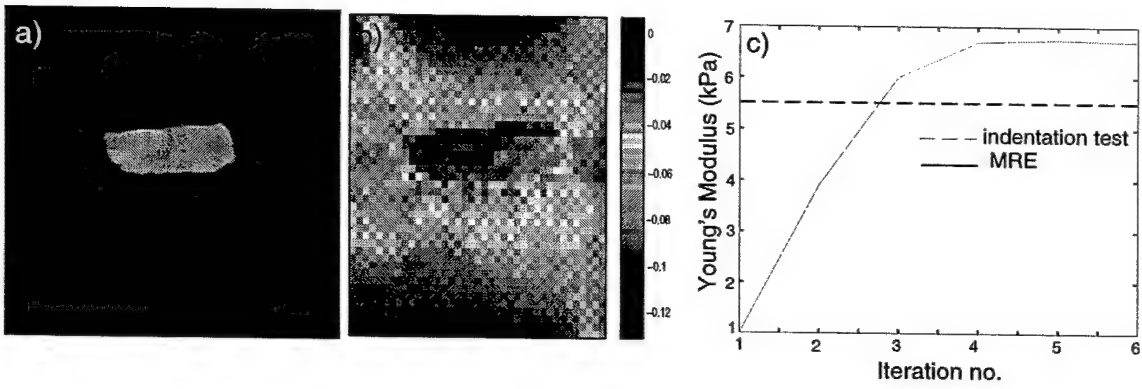 a)
b)
0
−0.02
−0.04
−0.06
−0.08
−0.1
−0.12
c)
Young's Modulus (kPa)
7
6
5
4
3
2
1
1 2 3 4 5 6
Iteration no.
indentation test
MRE